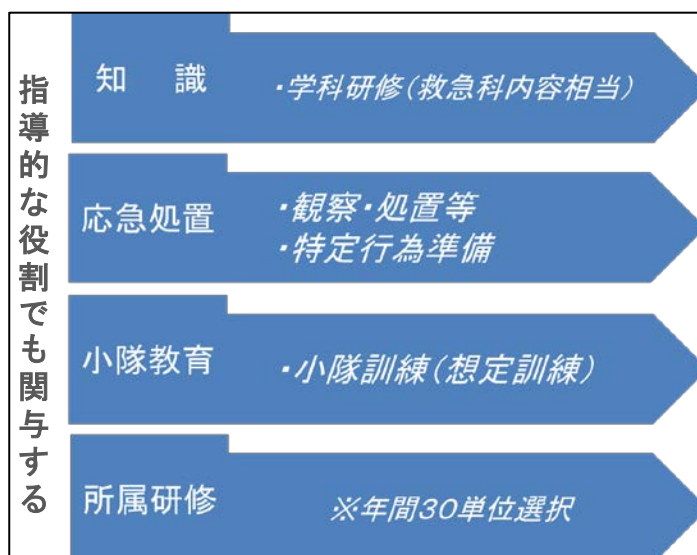 指導的な役割でも関与する
知　識
・学科研修(救急科内容相当)
応急処置
・観察・処置等
・特定行為準備
小隊教育
・小隊訓練(想定訓練)
所属研修
※年間30単位選択